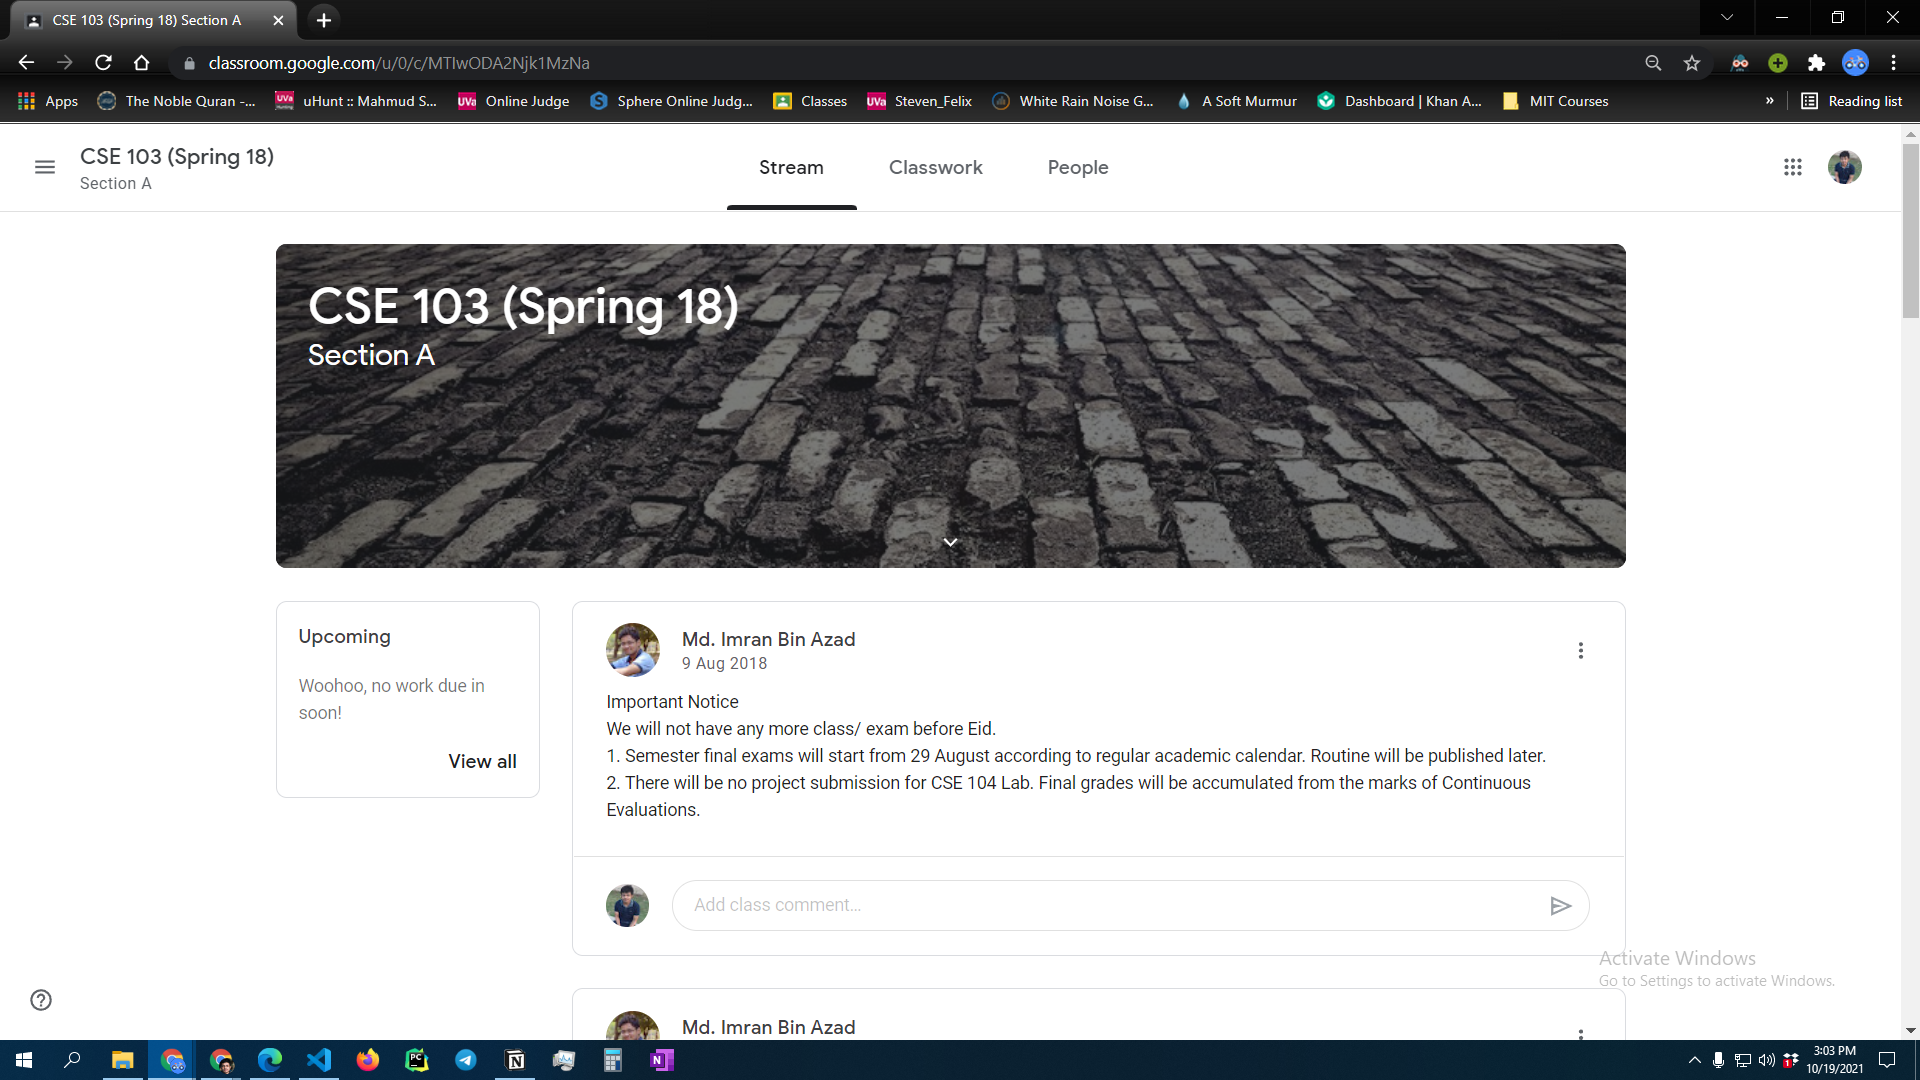 CSE 103 (Spring 18) Section A
classroom.google.com/u/0/c/MTIwODA2Njk1MzNa
Apps
The Noble Quran -...
UVa
Hunting
uHunt :: Mahmud S...
UVa
Online Judge
Sphere Online Judg...
Classes
UVa
Steven_Felix
White Rain Noise G...
A Soft Murmur
Dashboard | Khan A...
MIT Courses
»
Reading list
CSE 103 (Spring 18)
Section A
Stream
Classwork
People
CSE 103 (Spring 18)
Section A
Upcoming
Woohoo, no work due in
soon!
View all
Md. Imran Bin Azad
9 Aug 2018
Important Notice
We will not have any more class/ exam before Eid.
1. Semester final exams will start from 29 August according to regular academic calendar. Routine will be published later.
2. There will be no project submission for CSE 104 Lab. Final grades will be accumulated from the marks of Continuous
Evaluations.
Add class comment...
Activate Windows
Go to Settings to activate Windows.
Md. Imran Bin Azad
PC
N
N
1
3:03 PM
10/19/2021